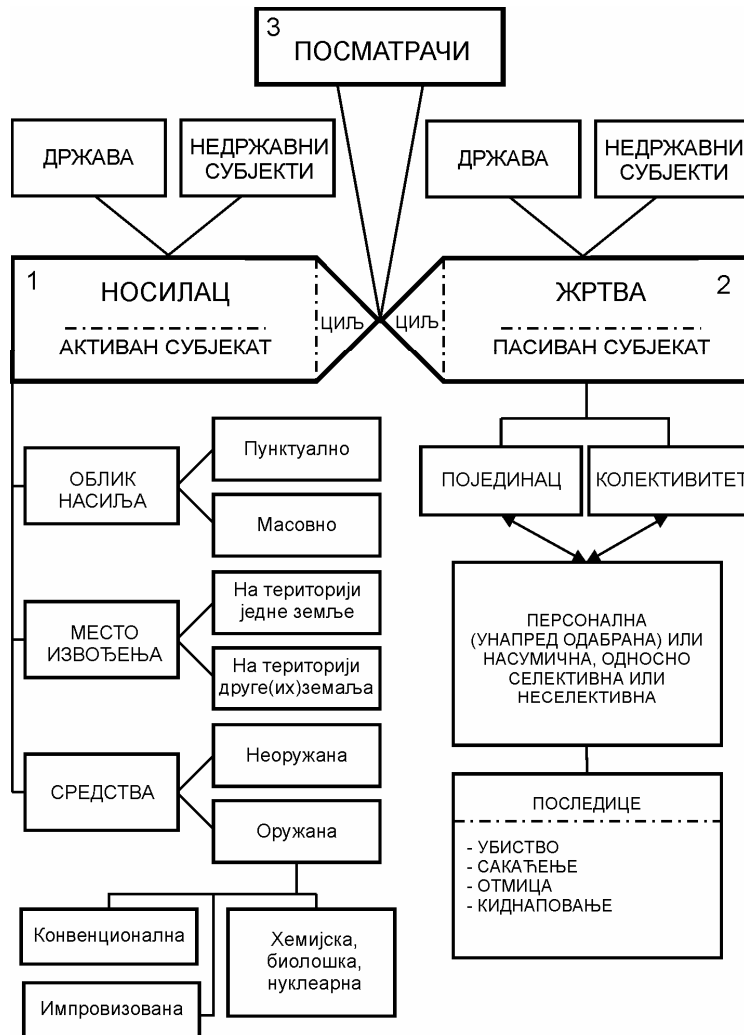 3
ПОСМАТРАЧИ
ДРЖАВА
НЕДРЖАВНИ
СУБЈЕКТИ
ДРЖАВА
НЕДРЖАВНИ
СУБЈЕКТИ
1
НОСИЛАЦ
АКТИВАН СУБЈЕКАТ
ЦИЉ
ЦИЉ
ЖРТВА
2
ПАСИВАН СУБЈЕКАТ
ОБЛИК
НАСИЉА
Пунктуално
Масовно
МЕСТО
ИЗВОЂЕЊА
На територији
једне земље
На територији
друге(их)земаља
СРЕДСТВА
Неоружана
Оружана
Конвенционална
Импровизована
Хемијска,
биолошка,
нуклеарна
ПОЈЕДИНАЦ
КОЛЕКТИВИТЕТ
ПЕРСОНАЛНА
(УНАПРЕД ОДАБРАНА) ИЛИ
НАСУМИЧНА, ОДНОСНО
СЕЛЕКТИВНА ИЛИ
НЕСЕЛЕКТИВНА
ПОСЛЕДИЦЕ
- УБИСТВО
- САКАЋЕЊЕ
- ОТМИЦА
- КИДНАПОВАЊЕ